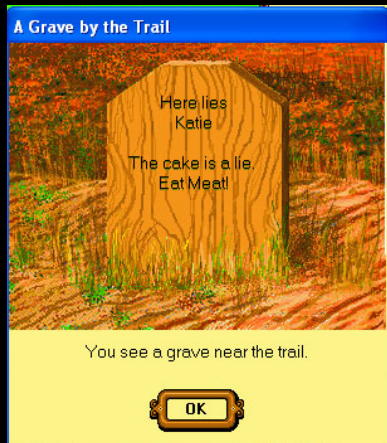 A Grave by the Trail
Here lies
Katie
The cake is a lie.
Eat Meat!
You see a grave near the trail.
OK